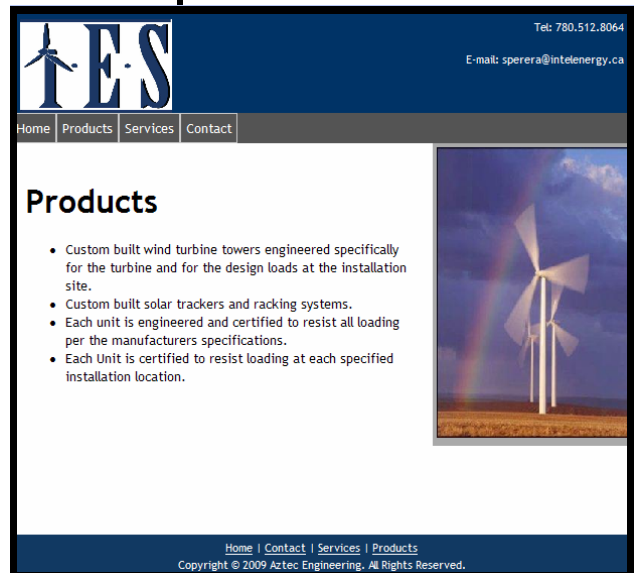 I·E·S
Tel: 780.512.8064
E-mail: sperera@intelenergy.ca
Home Products Services Contact
Products
• Custom built wind turbine towers engineered specifically
for the turbine and for the design loads at the installation
site.
• Custom built solar trackers and racking systems.
• Each unit is engineered and certified to resist all loading
per the manufacturers specifications.
• Each Unit is certified to resist loading at each specified
installation location.
Home | Contact | Services | Products
Copyright © 2009 Aztec Engineering. All Rights Reserved.